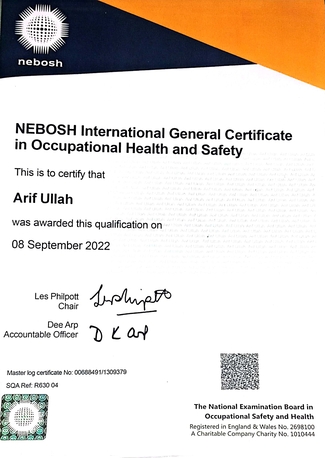 nebosh
NEBOSH International General Certificate
in Occupational Health and Safety
This is to certify that
Arif Ullah
was awarded this qualification on
08 September 2022
Les Philpott
Chair
Dee Arp
Accountable Officer
D K Arp
Master log certificate No: 00688491/1309379
SQA Ref: R630 04
The National Examination Board in
Occupational Safety and Health
Registered in England & Wales No. 2698100
A Charitable Company Charity No. 1010444